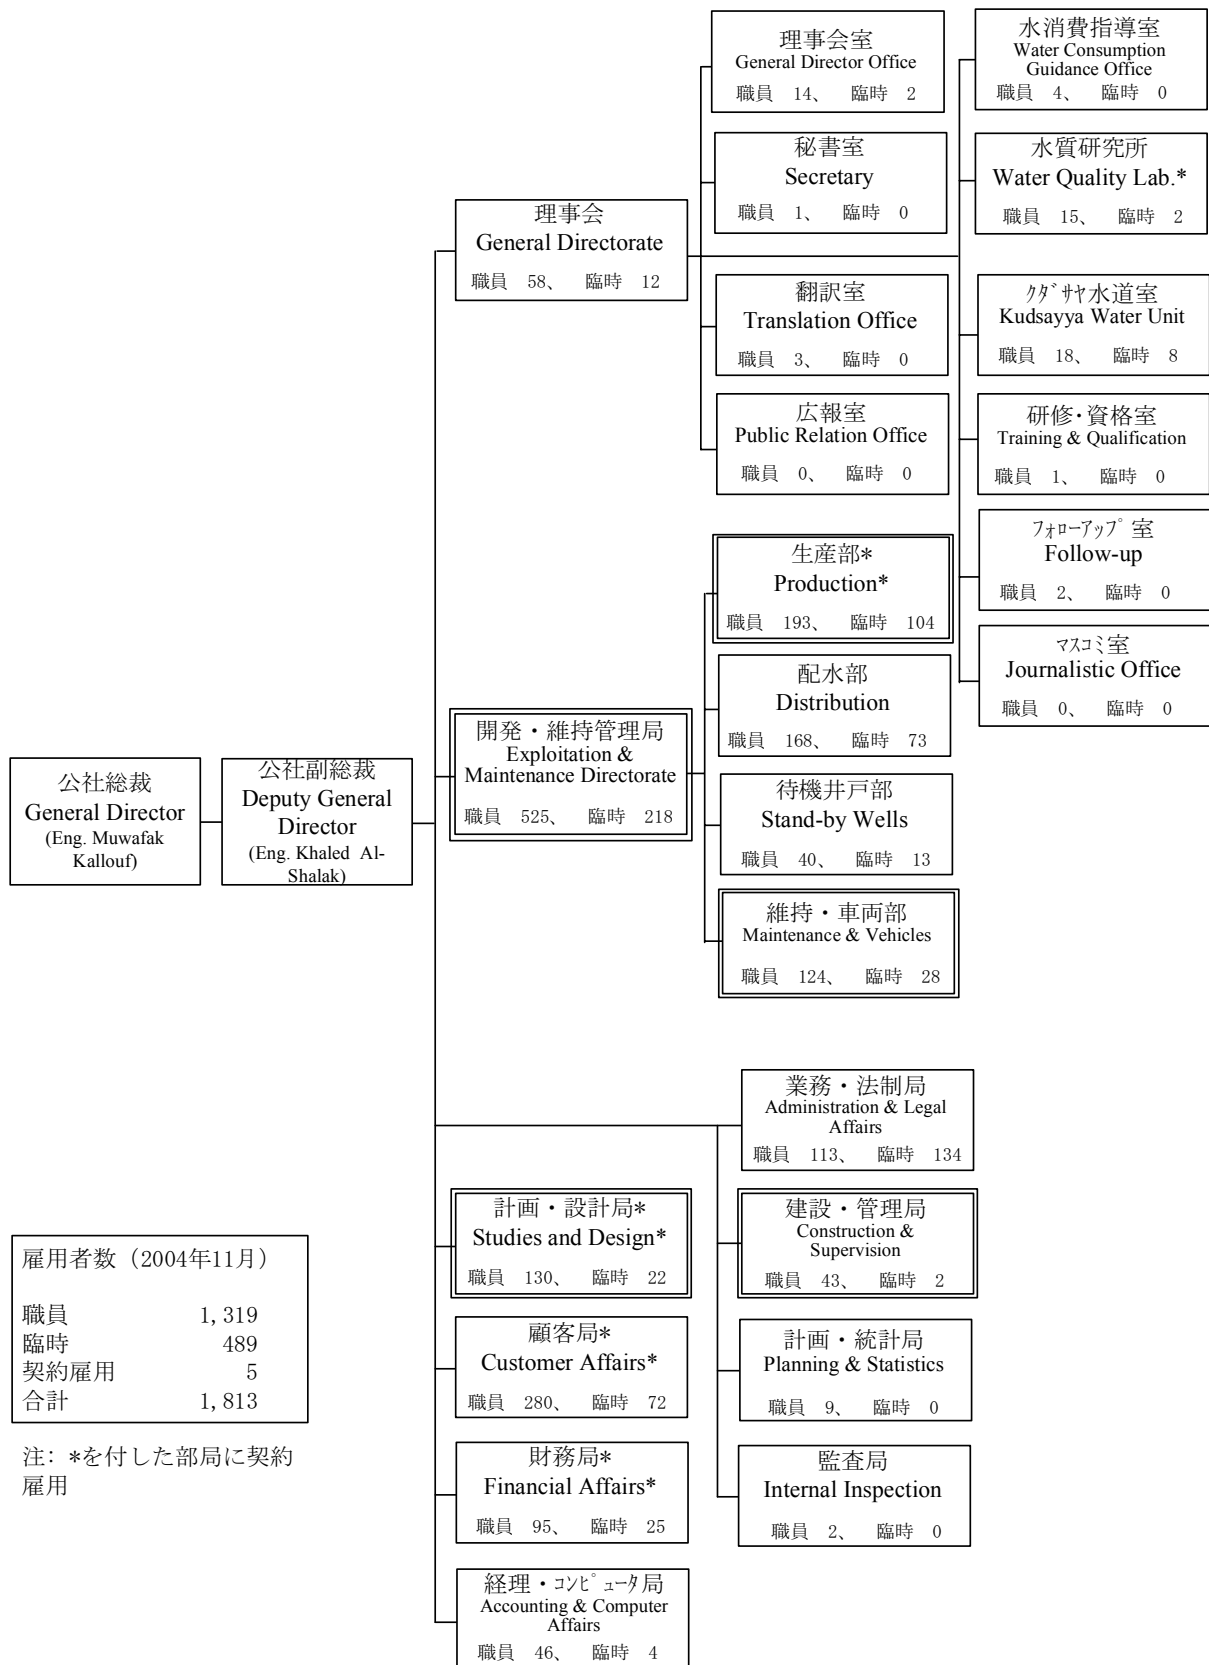 公社総裁
General Director
(Eng. Muwafak
Kallouf)
公社副総裁
Deputy General
Director
(Eng. Khaled Al-
Shalak)
理事会
General Directorate
職員 58、 臨時 12
理事会室
General Director Office
職員 14、 臨時 2
秘書室
Secretary
職員 1、 臨時 0
翻訳室
Translation Office
職員 3、 臨時 0
広報室
Public Relation Office
職員 0、 臨時 0
水消費指導室
Water Consumption
Guidance Office
職員 4、 臨時 0
水質研究所
Water Quality Lab.*
職員 15、 臨時 2
ｸﾀﾞｻﾔ水道室
Kudsayya Water Unit
職員 18、 臨時 8
研修・資格室
Training & Qualification
職員 1、 臨時 0
ﾌｫﾛｰｱｯﾌﾟ室
Follow-up
職員 2、 臨時 0
ﾏｽｺﾐ室
Journalistic Office
職員 0、 臨時 0
開発・維持管理局
Exploitation &
Maintenance Directorate
職員 525、 臨時 218
生産部*
Production*
職員 193、 臨時 104
配水部
Distribution
職員 168、 臨時 73
待機井戸部
Stand-by Wells
職員 40、 臨時 13
維持・車両部
Maintenance & Vehicles
職員 124、 臨時 28
業務・法制局
Administration & Legal
Affairs
職員 113、 臨時 134
計画・設計局*
Studies and Design*
職員 130、 臨時 22
建設・管理局
Construction &
Supervision
職員 43、 臨時 2
顧客局*
Customer Affairs*
職員 280、 臨時 72
計画・統計局
Planning & Statistics
職員 9、 臨時 0
財務局*
Financial Affairs*
職員 95、 臨時 25
監査局
Internal Inspection
職員 2、 臨時 0
経理・ｺﾝﾋﾟｭｰﾀ局
Accounting & Computer
Affairs
職員 46、 臨時 4
雇用者数（2004年11月）
職員 1,319
臨時 489
契約雇用 5
合計 1,813
注: *を付した部局に契約
雇用